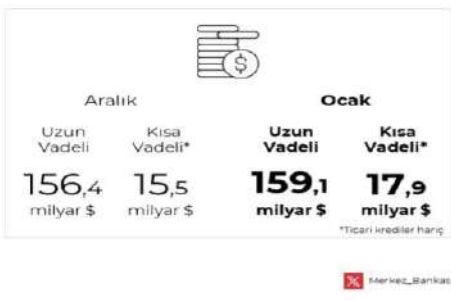 $
Aralık
Ocak
Uzun Vadeli
Kısa Vadeli*
Uzun Vadeli
Kısa Vadeli*
156,4 milyar $
15,5 milyar $
159,1 milyar $
17,9 milyar $
*Ticari krediler hariç
Merkez_Bankas